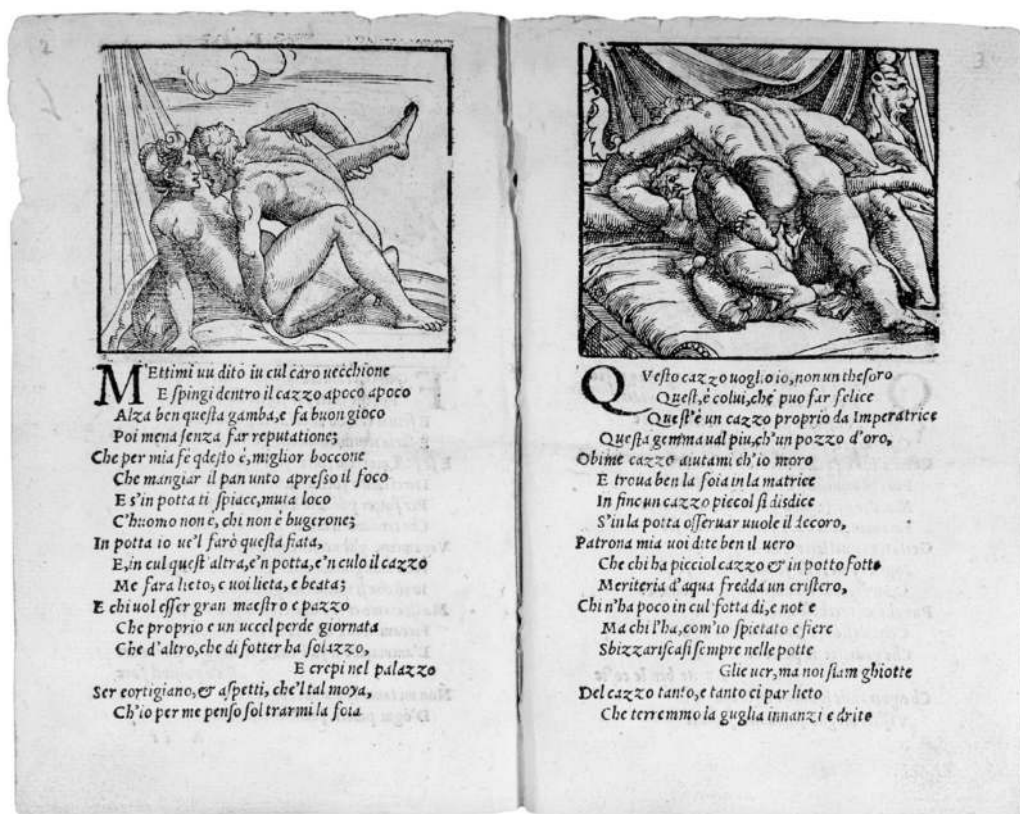 M'Ettimi uu dito iu cul caro uecchione
E ſpingi dentro il cazzo apoco apoco
Alza ben queſta gamba, e fa buon gioco
Poi mena ſenza far reputatione;
Che per mia fe qdeſto è, miglior boccone
Che mangiar il pan unto apreſſo il foco
E s'in potta ti ſpiace, muta loco
C'huomo non e, chi non è bugerone;
In potta io ue'l farò queſta fiata,
E, in cul queſt'altra, e'n potta, e'n culo il cazzo
Me fara lieto, e uoi lieta, e beata;
E chi uol eſſer gran maeſtro e pazzo
Che proprio e un uccel perde giornata
Che d'altro, che di fotter ha ſolazzo,
E crepi nel palazzo
Ser cortigiano, & aſpetti, che'l tal moya,
Ch'io per me penſo ſol trarmi la foia
QVeſto cazzo uoglio io, non un theſoro
Queſt, è colui, che' puo far felice
Queſt'è un cazzo proprio da Imperatrice
Queſta gemma ual piu, ch'un pozzo d'oro,
Obime cazzo aiutami ch'io moro
E troua ben la foia in la matrice
In fine un cazzo piccol ſi diſdice
S'in la potta oſſeruar uuole il decoro,
Patrona mia uoi dite ben il uero
Che chi ha picciol cazzo & in potto fotte
Meriteria d'aqua fredda un criſtero,
Chi n'ha poco in cul fotta di, e not e
Ma chi l'ha, com'io ſpietato e fiere
Sbizzariſcaſi ſempre nelle potte
Glie uer, ma noi ſiam ghiotte
Del cazzo tanto, e tanto ci par lieto
Che terremmo la guglia innanzi e drito